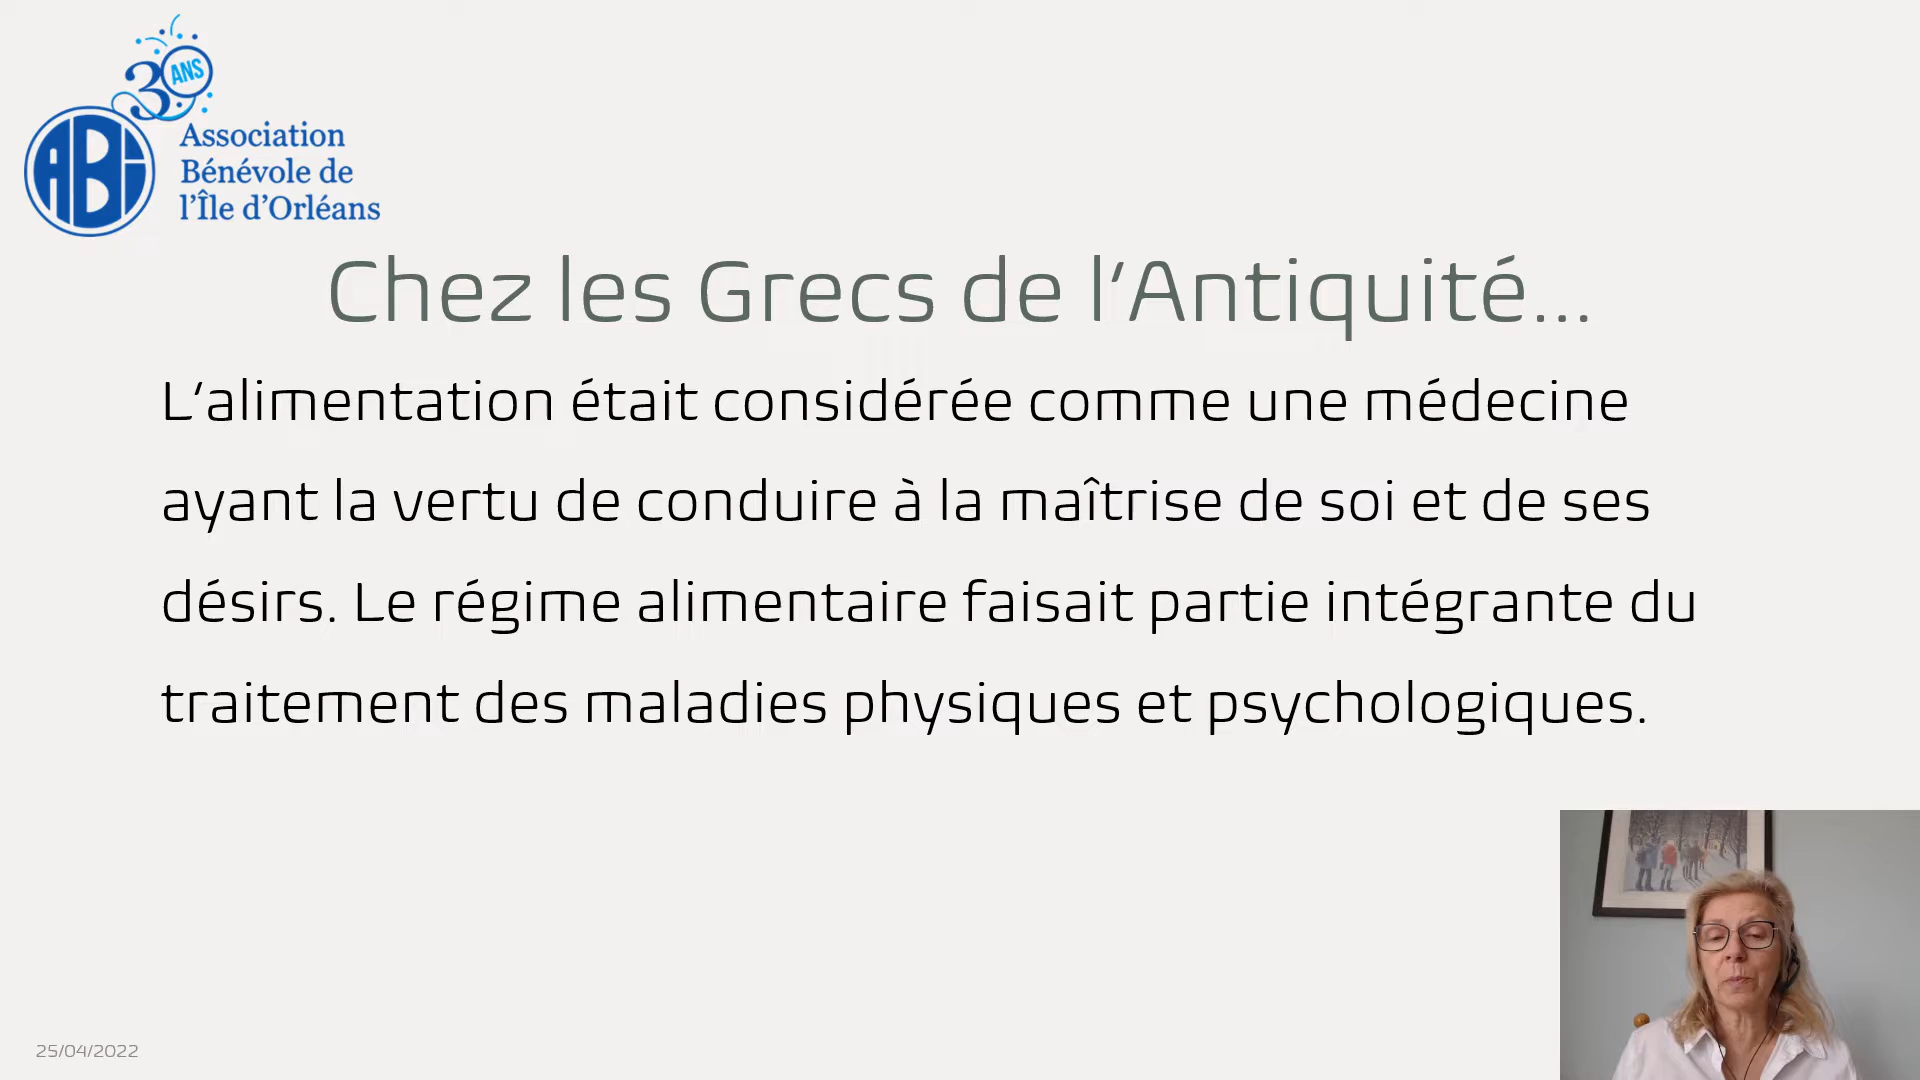 30 ANS
ABI
Association
Bénévole de
l'Île d'Orléans
Chez les Grecs de l'Antiquité...
L'alimentation était considérée comme une médecine
ayant la vertu de conduire à la maîtrise de soi et de ses
désirs. Le régime alimentaire faisait partie intégrante du
traitement des maladies physiques et psychologiques.
25/04/2022